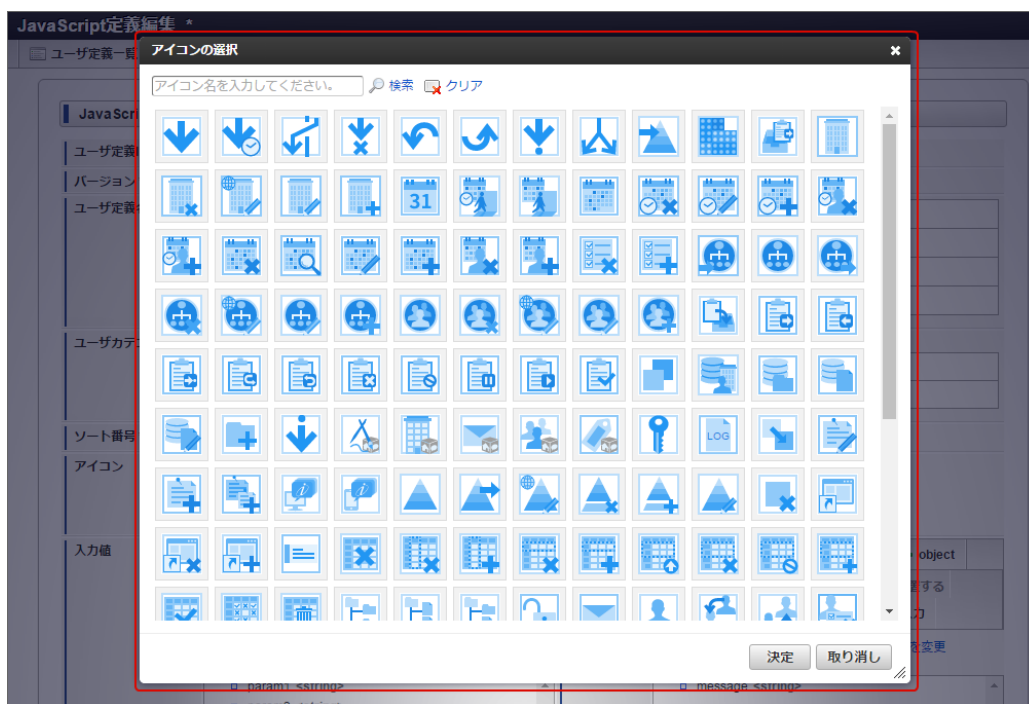 JavaScript定義編集 *
ユーザ定義一覧
アイコンの選択
アイコン名を入力してください。 検索 クリア
JavaScri
ユーザ定義
バージョン
ユーザ定義
31
ユーザカテゴ
ソート番号
LOG
アイコン
入力値
object
置する
力
を変更
決定 取り消し
param1 <string>
message <string>